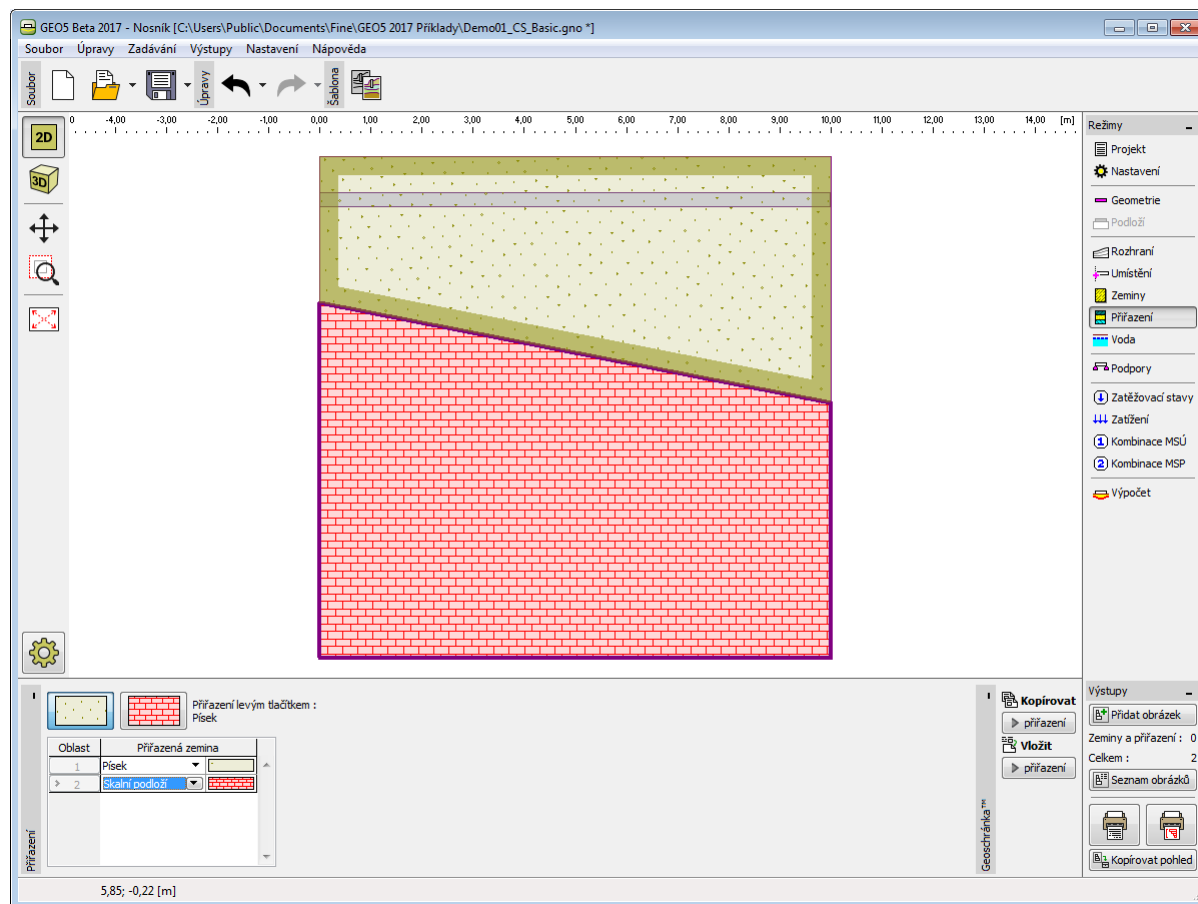 GEO5 Beta 2017 - Nosník [C:\Users\Public\Documents\Fine\GEO5 2017 Příklady\Demo01_CS_Basic.gno *]
Soubor Úpravy Zadávání Výstupy Nastavení Nápověda
Soubor
Úpravy
Šablona
2D
3D
0 -4,00 -3,00 -2,00 -1,00 0,00 1,00 2,00 3,00 4,00 5,00 6,00 7,00 8,00 9,00 10,00 11,00 12,00 13,00 14,00 [m]
Režimy
Projekt
Nastavení
Geometrie
Podloží
Rozhraní
Umístění
Zeminy
Přiřazení
Voda
Podpory
Zatěžovací stavy
Zatížení
1 Kombinace MSÚ
2 Kombinace MSP
Výpočet
Přiřazení
Přiřazení levým tlačítkem :
Písek
Oblast Přiřazená zemina
1 Písek
> 2 Skalní podloží
Geoschránka™
Kopírovat
přiřazení
Vložit
přiřazení
Výstupy
Přidat obrázek
Zeminy a přiřazení : 0
Celkem : 2
Seznam obrázků
Kopírovat pohled
5,85; -0,22 [m]